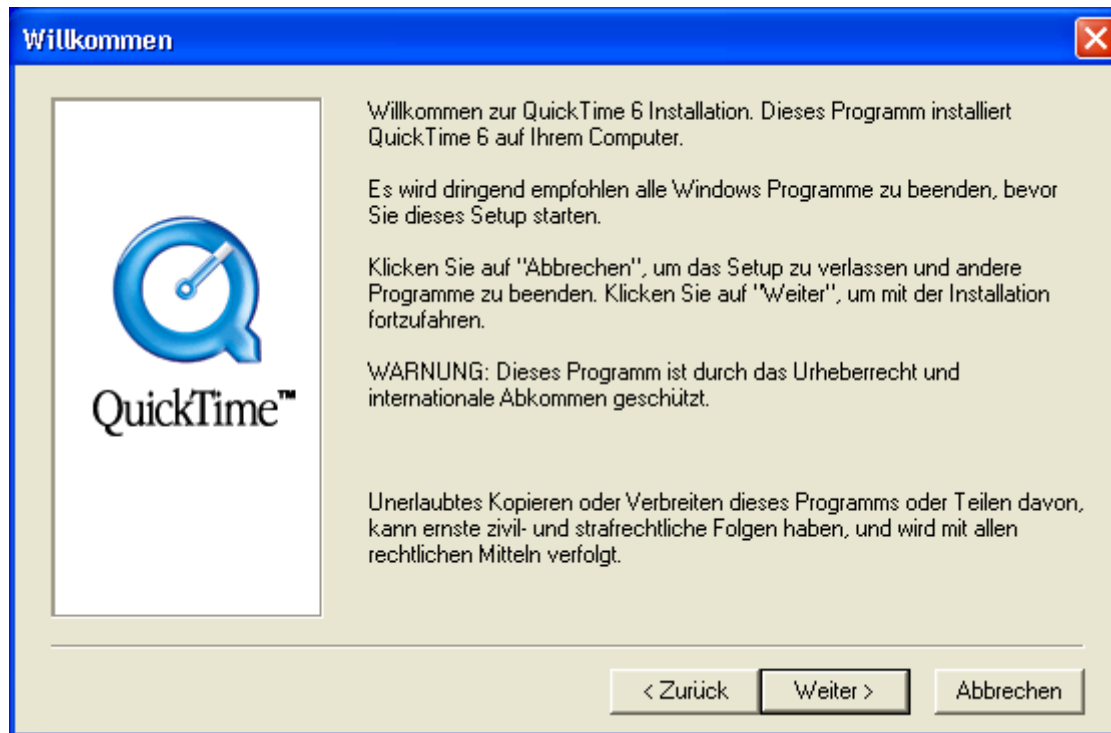 Willkommen
Willkommen zur QuickTime 6 Installation. Dieses Programm installiert
QuickTime 6 auf Ihrem Computer.
Es wird dringend empfohlen alle Windows Programme zu beenden, bevor
Sie dieses Setup starten.
Klicken Sie auf "Abbrechen", um das Setup zu verlassen und andere
Programme zu beenden. Klicken Sie auf "Weiter", um mit der Installation
fortzufahren.
WARNUNG: Dieses Programm ist durch das Urheberrecht und
internationale Abkommen geschützt.
Unerlaubtes Kopieren oder Verbreiten dieses Programms oder Teilen davon,
kann ernste zivil- und strafrechtliche Folgen haben, und wird mit allen
rechtlichen Mitteln verfolgt.
QuickTime™
< Zurück
Weiter >
Abbrechen